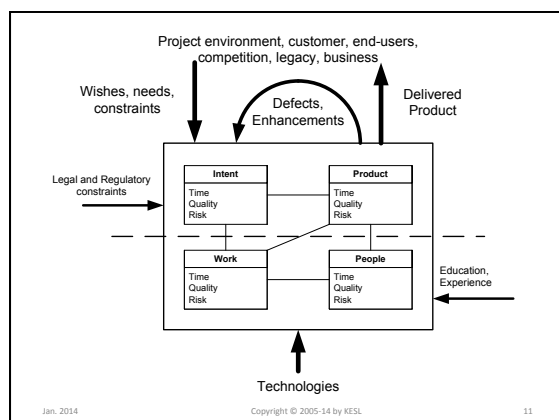 Project environment, customer, end-users,
competition, legacy, business
Wishes, needs,
constraints
Defects,
Enhancements
Delivered
Product
Legal and Regulatory
constraints
Intent
Time
Quality
Risk
Product
Time
Quality
Risk
Work
Time
Quality
Risk
People
Time
Quality
Risk
Education,
Experience
Technologies
Jan. 2014
Copyright © 2005-14 by KESL
11